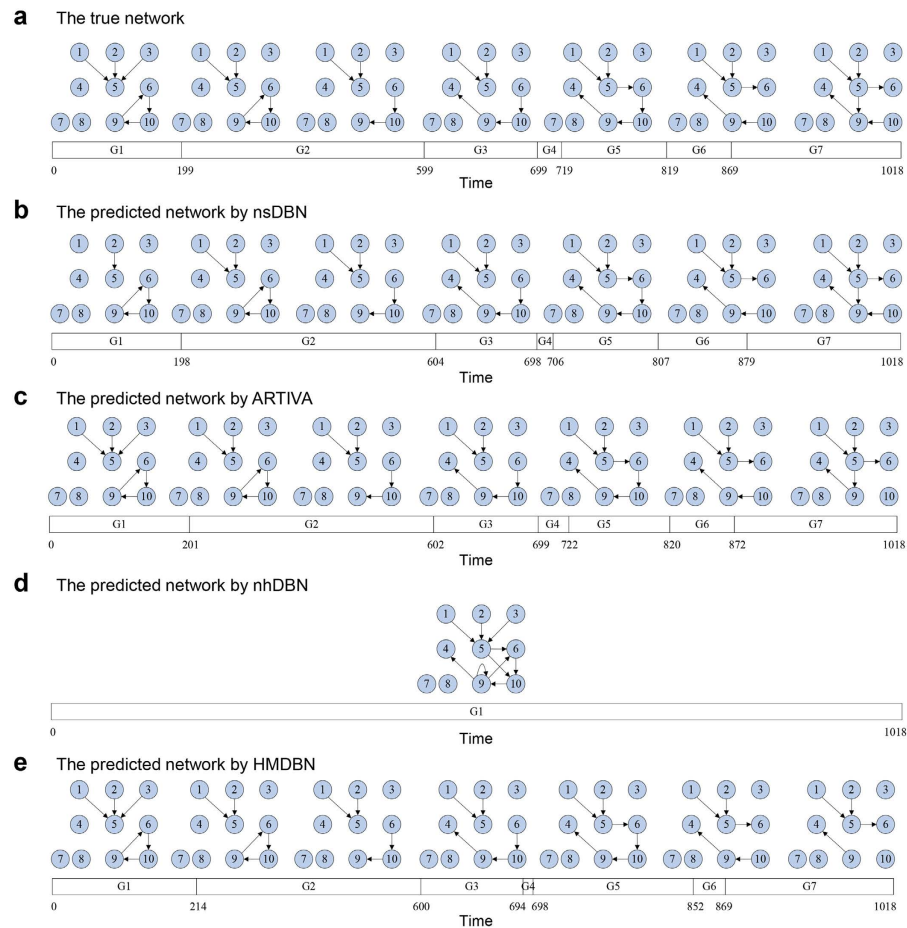 a The true network
1 2 3 1 2 3 1 2 3 1 2 3 1 2 3 1 2 3 1 2 3
4 5 6 4 5 6 4 5 6 4 5 6 4 5 6 4 5 6 4 5 6
7 8 9 10 7 8 9 10 7 8 9 10 7 8 9 10 7 8 9 10 7 8 9 10 7 8 9 10
G1 G2 G3 G4 G5 G6 G7
0 199 599 699 719 819 869 1018
Time
b The predicted network by nsDBN
1 2 3 1 2 3 1 2 3 1 2 3 1 2 3 1 2 3 1 2 3
4 5 6 4 5 6 4 5 6 4 5 6 4 5 6 4 5 6 4 5 6
7 8 9 10 7 8 9 10 7 8 9 10 7 8 9 10 7 8 9 10 7 8 9 10 7 8 9 10
G1 G2 G3 G4 G5 G6 G7
0 198 604 698 706 807 879 1018
Time
c The predicted network by ARTIVA
1 2 3 1 2 3 1 2 3 1 2 3 1 2 3 1 2 3 1 2 3
4 5 6 4 5 6 4 5 6 4 5 6 4 5 6 4 5 6 4 5 6
7 8 9 10 7 8 9 10 7 8 9 10 7 8 9 10 7 8 9 10 7 8 9 10 7 8 9 10
G1 G2 G3 G4 G5 G6 G7
0 201 602 699 722 820 872 1018
Time
d The predicted network by nhDBN
1 2 3
4 5 6
7 8 9 10
G1
0 1018
Time
e The predicted network by HMDBN
1 2 3 1 2 3 1 2 3 1 2 3 1 2 3 1 2 3 1 2 3
4 5 6 4 5 6 4 5 6 4 5 6 4 5 6 4 5 6 4 5 6
7 8 9 10 7 8 9 10 7 8 9 10 7 8 9 10 7 8 9 10 7 8 9 10 7 8 9 10
G1 G2 G3 G4 G5 G6 G7
0 214 600 694 698 852 869 1018
Time